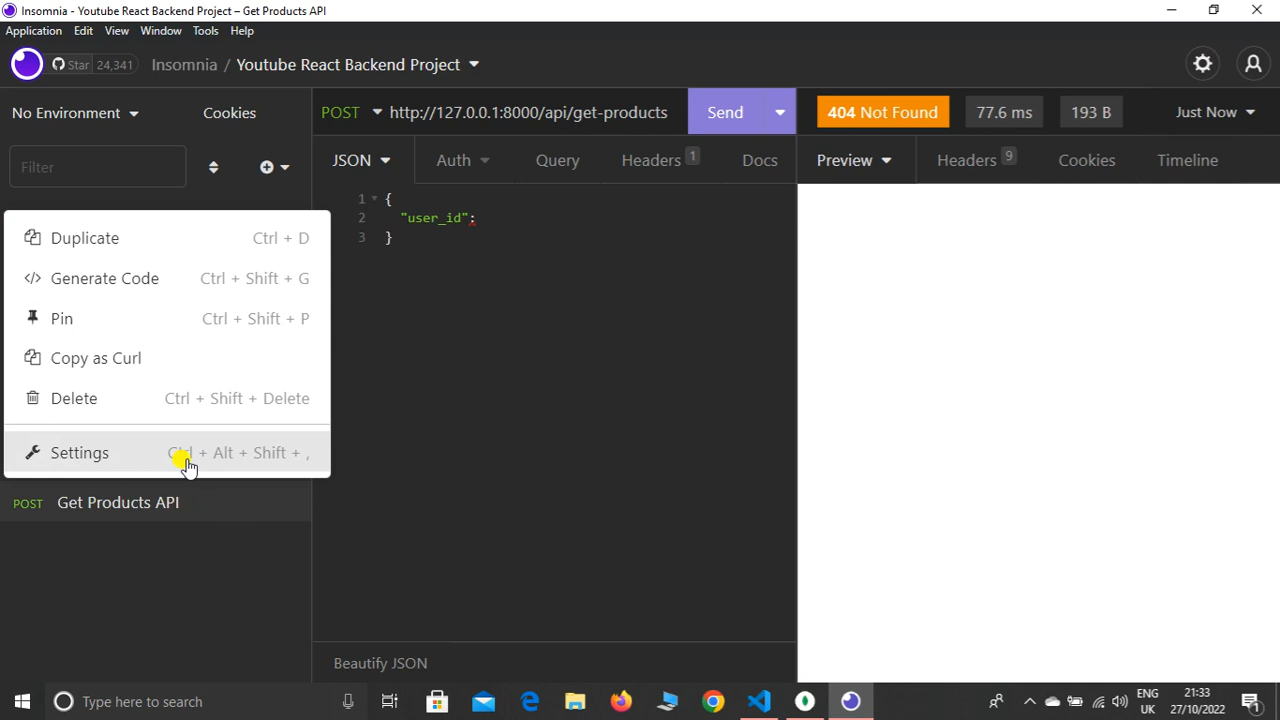 Insomnia - Youtube React Backend Project – Get Products API
Application Edit View Window Tools Help
Star 24,341 Insomnia / Youtube React Backend Project
No Environment Cookies
POST http://127.0.0.1:8000/api/get-products Send 404 Not Found 77.6 ms 193 B Just Now
Filter
JSON Auth Query Headers 1 Docs Preview Headers 9 Cookies Timeline
1 {
2 "user_id":
3 }
Duplicate Ctrl + D
Generate Code Ctrl + Shift + G
Pin Ctrl + Shift + P
Copy as Curl
Delete Ctrl + Shift + Delete
Settings Ctrl + Alt + Shift + ,
POST Get Products API
Beautify JSON
Type here to search
ENG
UK
21:33
27/10/2022
1